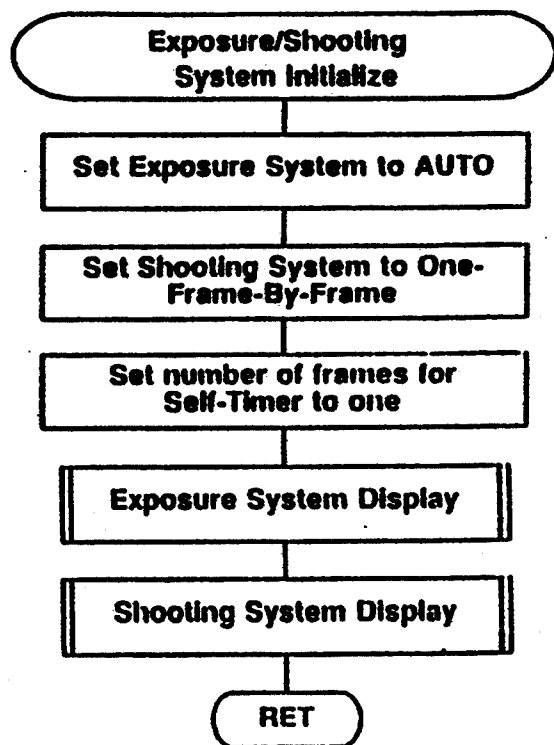 Exposure/Shooting
System Initialize
Set Exposure System to AUTO
Set Shooting System to One-
Frame-By-Frame
Set number of frames for
Self-Timer to one
Exposure System Display
Shooting System Display
RET